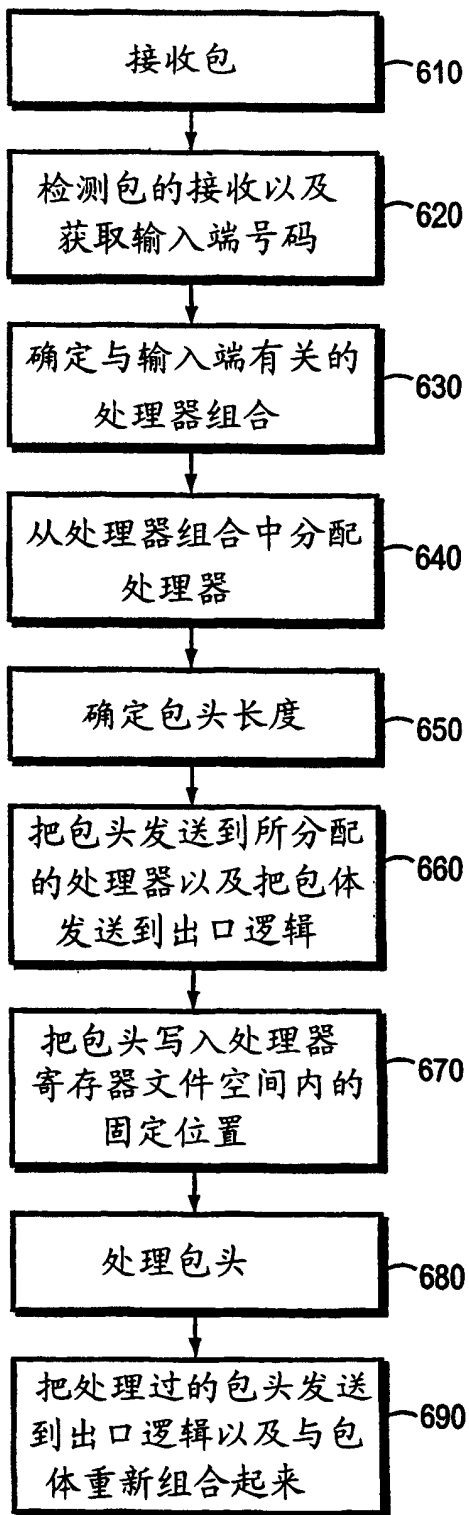 接收包
610
检测包的接收以及
获取输入端号码
620
确定与输入端有关的
处理器组合
630
从处理器组合中分配
处理器
640
确定包头长度
650
把包头发送到所分配
的处理器以及把包体
发送到出口逻辑
660
把包头写入处理器
寄存器文件空间内的
固定位置
670
处理包头
680
把处理过的包头发送
到出口逻辑以及与包
体重新组合起来
690